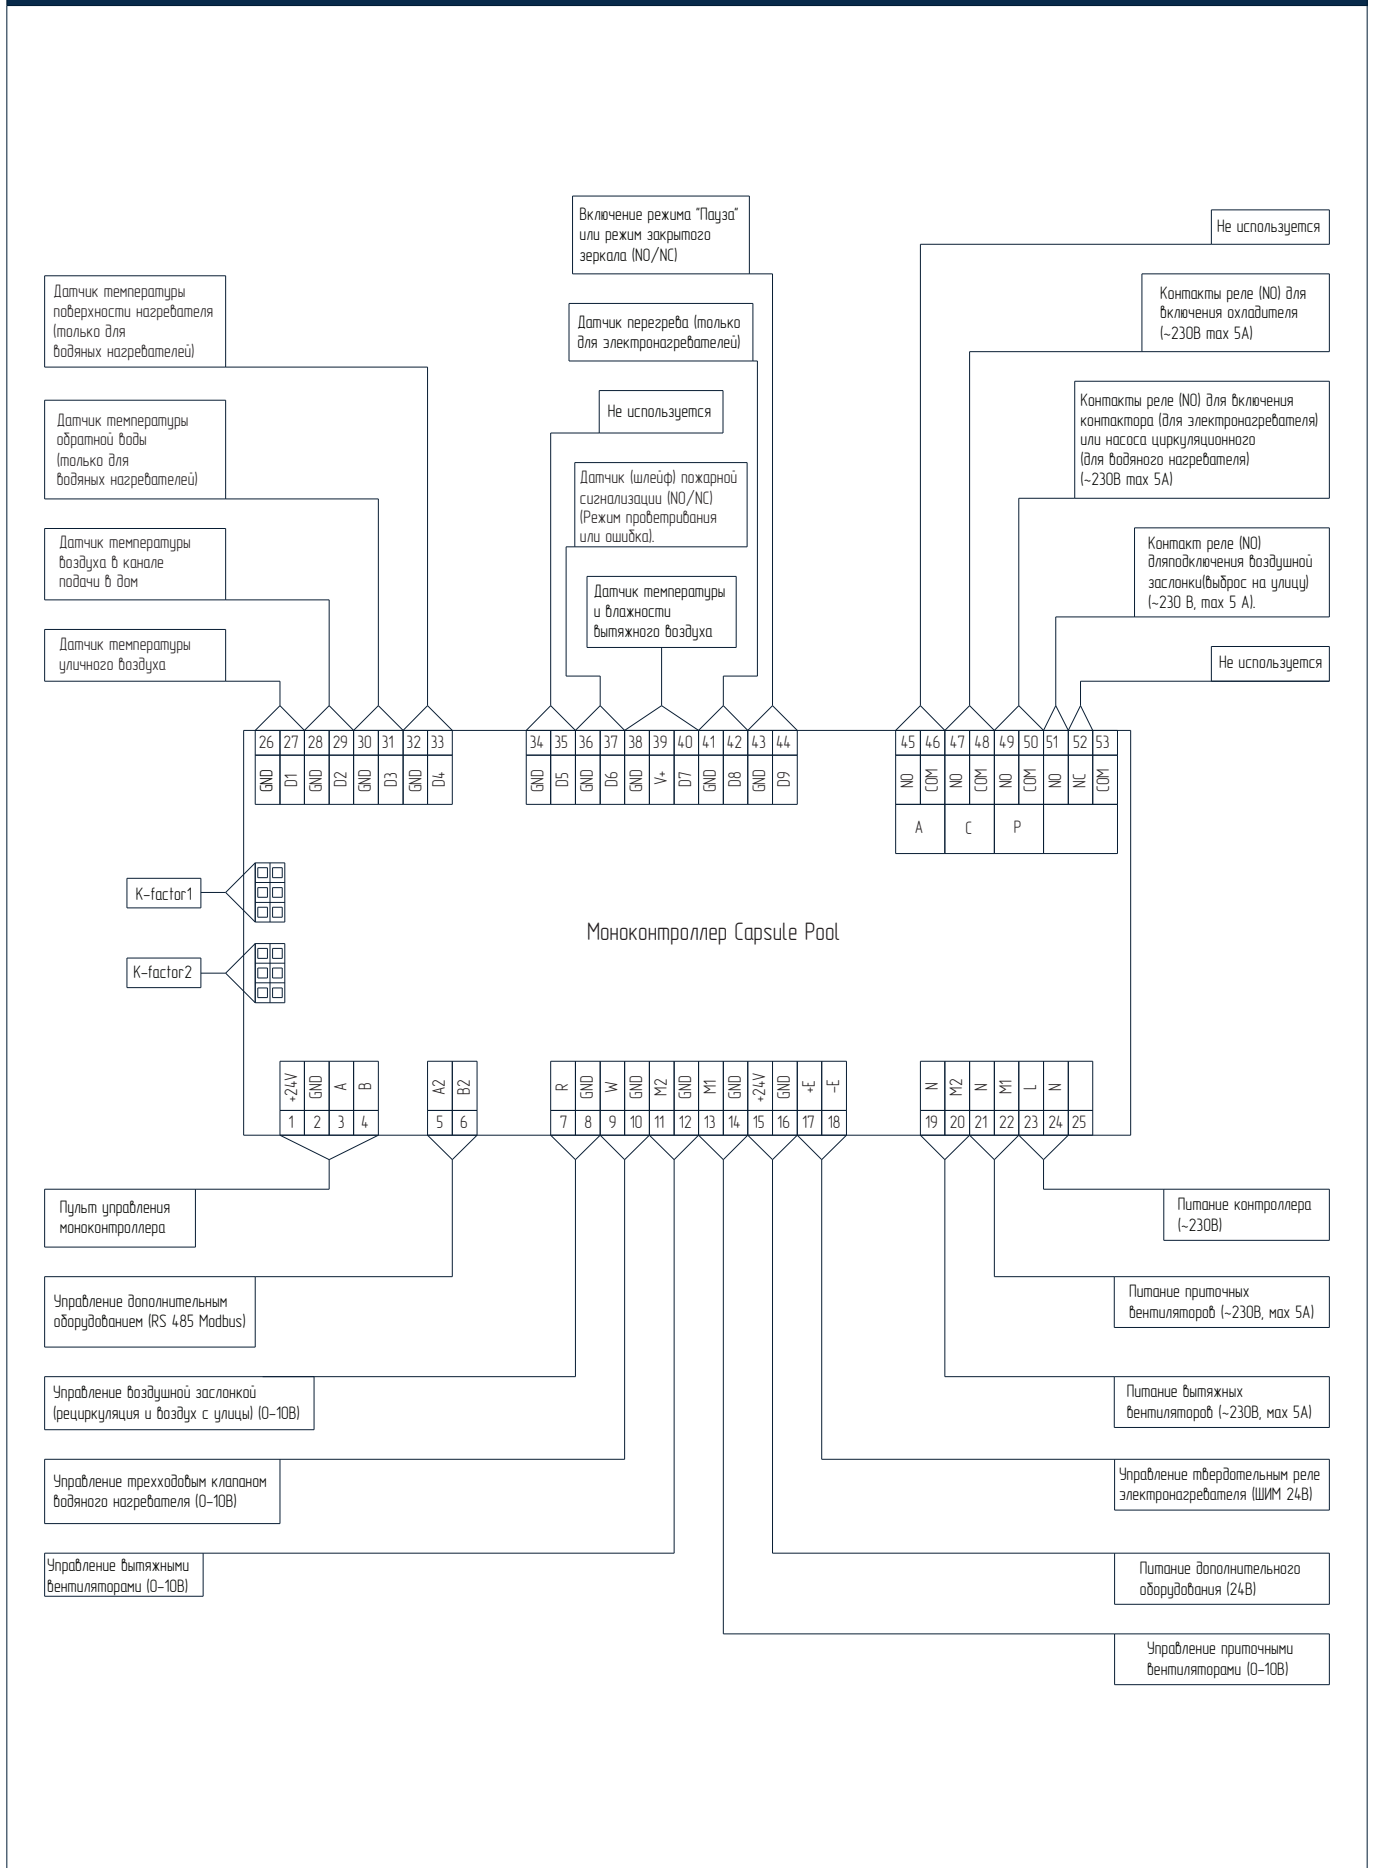 Включение режима "Пауза"
или режим закрытого
зеркала (NO/NC)
Не используется
Датчик температуры
поверхности нагревателя
(только для
водяных нагревателей)
Контакты реле (NO) для
включения охладителя
(~230В max 5А)
Датчик перегрева (только
для электронагревателей)
Не используется
Контакты реле (NO) для включения
контактора (для электронагревателя)
или насоса циркуляционного
(для водяного нагревателя)
(~230В max 5А)
Датчик температуры
обратной воды
(только для
водяных нагревателей)
Датчик (шлейф) пожарной
сигнализации (NO/NC)
(Режим проветривания
или ошибка).
Датчик температуры
воздуха в канале
подачи в дом
Контакт реле (NO)
дляподключения воздушной
заслонки(выброс на улицу)
(~230 В, max 5 А).
Датчик температуры
и влажности
вытяжного воздуха
Датчик температуры
уличного воздуха
Не используется
26 27 28 29 30 31 32 33
GND D1 GND D2 GND D3 GND D4
34 35 36 37 38 39 40 41 42 43 44
GND D5 GND D6 GND V+ D7 GND D8 GND D9
45 46 47 48 49 50 51 52 53
NO COM NO COM NO COM NO NC COM
A C P
K-factor1
Моноконтроллер Capsule Pool
K-factor2
+24V GND A B
1 2 3 4
A2 B2
5 6
R GND W GND M2 GND M1 GND +24V GND +E -E
7 8 9 10 11 12 13 14 15 16 17 18
N M2 N M1 L N
19 20 21 22 23 24 25
Пульт управления
моноконтроллера
Питание контроллера
(~230В)
Управление дополнительным
оборудованием (RS 485 Modbus)
Питание приточных
вентиляторов (~230В, мах 5А)
Управление воздушной заслонкой
(рециркуляция и воздух с улицы) (0-10В)
Питание вытяжных
вентиляторов (~230В, мах 5А)
Управление трехходовым клапаном
водяного нагревателя (0-10В)
Управление твердотельным реле
электронагревателя (ШИМ 24В)
Управление вытяжными
вентиляторами (0-10В)
Питание дополнительного
оборудования (24В)
Управление приточными
вентиляторами (0-10В)